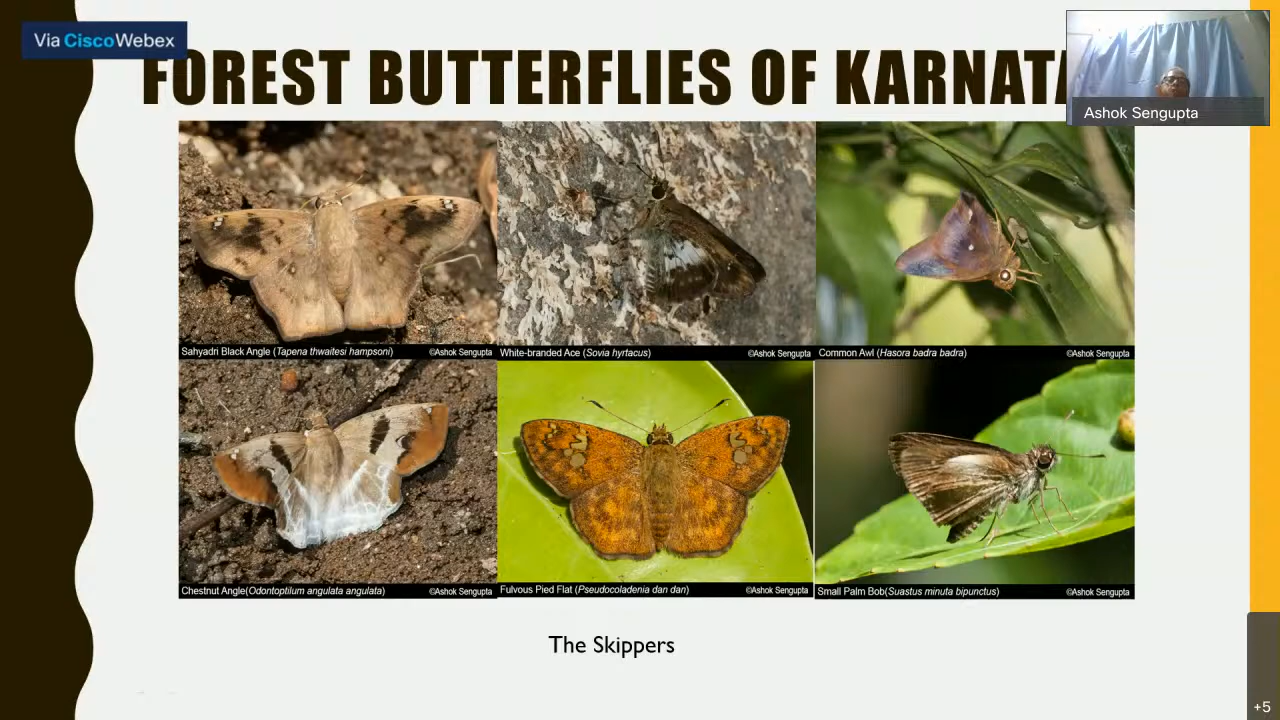 Via CiscoWebex
FOREST BUTTERFLIES OF KARNATA
Ashok Sengupta
Sahyadri Black Angle (Tapena thwaitesi hampsoni) ©Ashok Sengupta
White-branded Ace (Sovia hyrtacus) ©Ashok Sengupta
Common Awl (Hasora badra badra) ©Ashok Sengupta
Chestnut Angle(Odontoptilum angulata angulata) ©Ashok Sengupta
Fulvous Pied Flat (Pseudocoladenia dan dan) ©Ashok Sengupta
Small Palm Bob(Suastus minuta bipunctus) ©Ashok Sengupta
The Skippers
+5